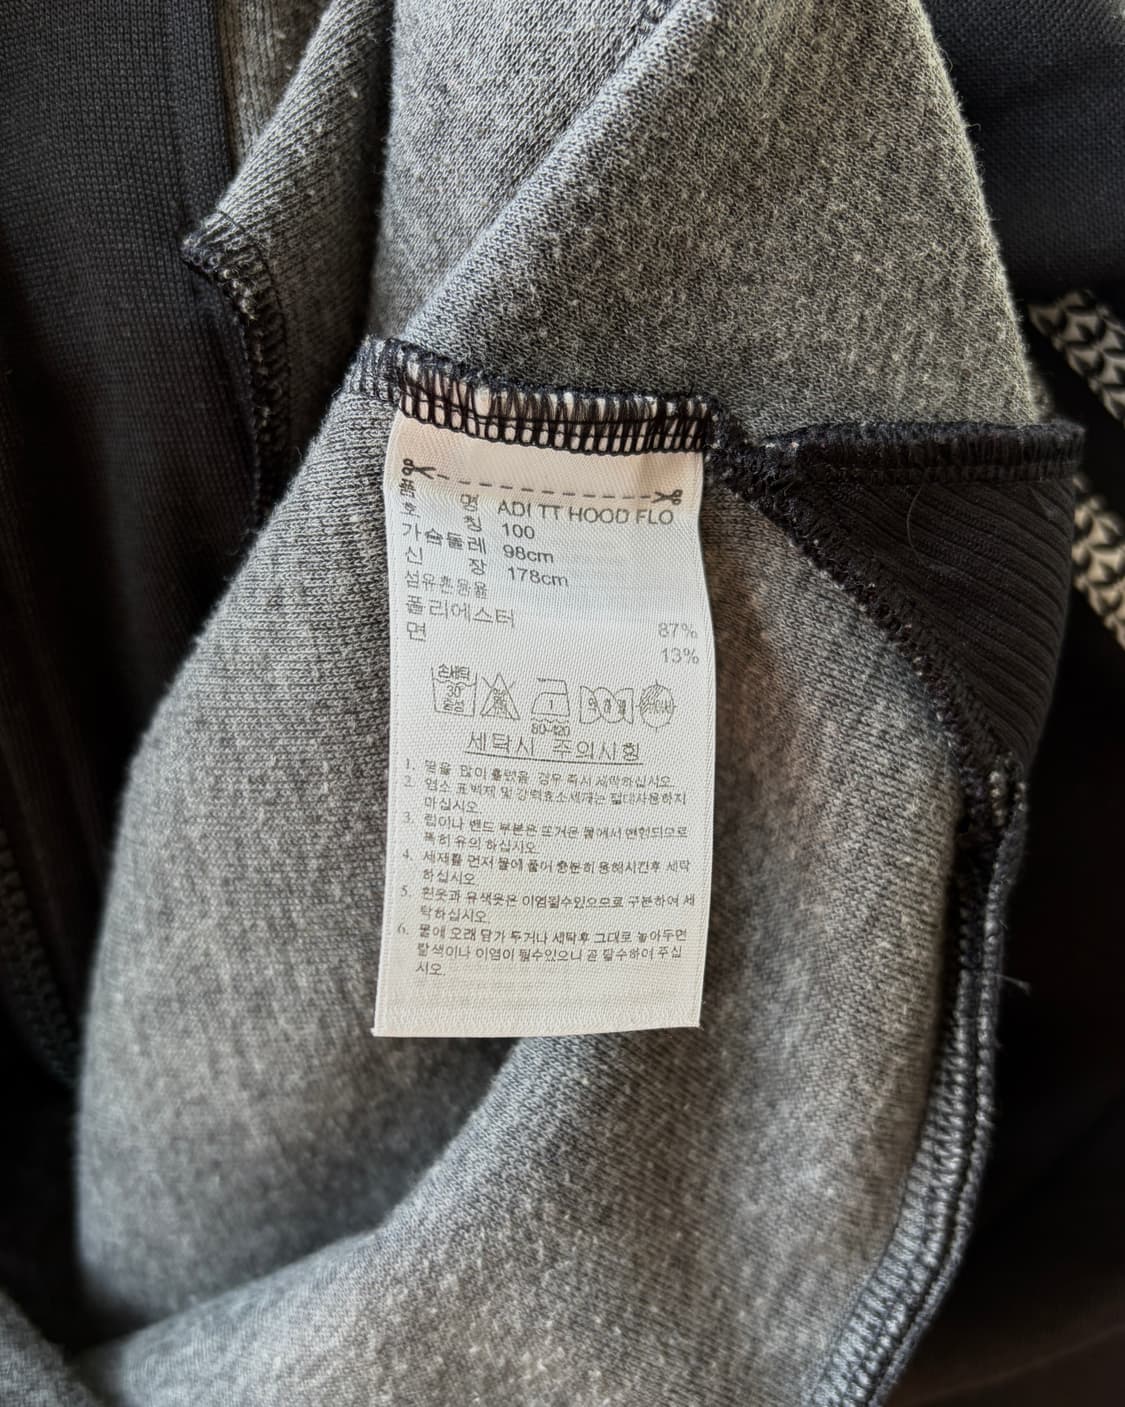 품 명 ADI TT HOOD FLO
호 칭 100
가슴둘레 98cm
신 장 178cm
섬유혼용율
폴리에스터 87%
면 13%
손세탁 30° 중성
80~120
세탁시 주의사항
1. 땀을 많이 흘렸을 경우 즉시 세탁하십시오.
2. 염소 표백제 및 강력효소세제는 절대사용하지
마십시오.
3. 립이나 밴드 부분은 뜨거운 물에서 변형되므로
특히 유의 하십시오.
4. 세제를 먼저 물에 풀어 충분히 용해시킨후 세탁
하십시오.
5. 흰옷과 유색옷은 이염될수있으므로 구분하여 세
탁하십시오.
6. 물에 오래 담가 두거나 세탁후 그대로 놓아두면
탈색이나 이염이 될수있으니 곧 탈수하여 주십
시오.